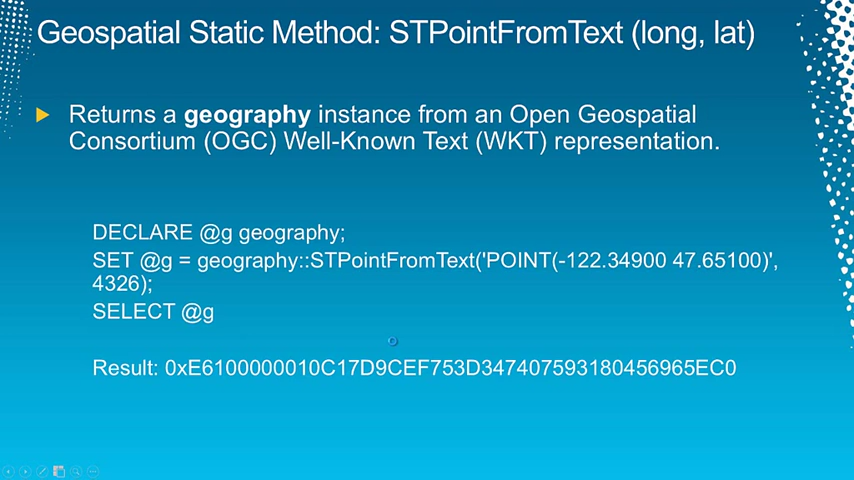 Geospatial Static Method: STPointFromText (long, lat)
Returns a geography instance from an Open Geospatial
Consortium (OGC) Well-Known Text (WKT) representation.
DECLARE @g geography;
SET @g = geography::STPointFromText('POINT(-122.34900 47.65100)',
4326);
SELECT @g
Result: 0xE6100000010C17D9CEF753D347407593180456965EC0